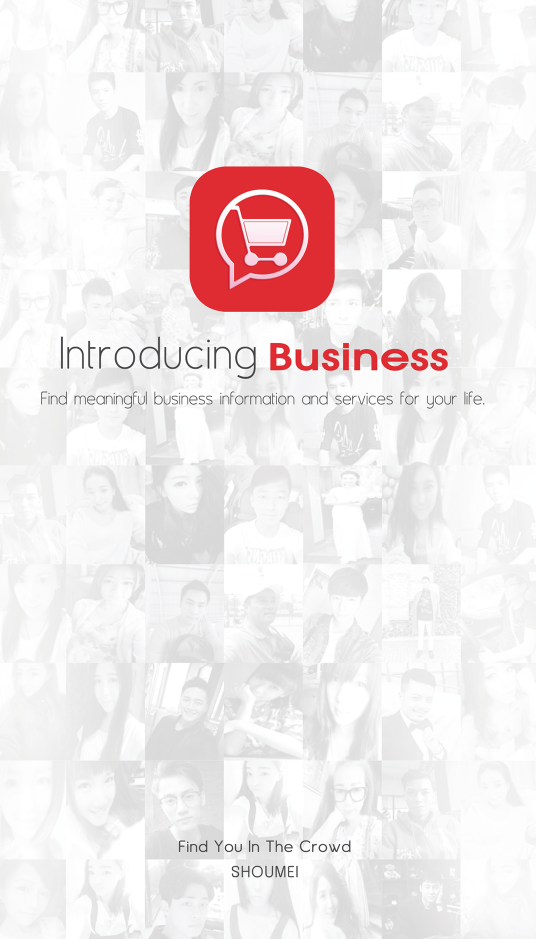 Introducing Business
Find meaningful business information and services for your life.
Find You In The Crowd
SHOUMEI